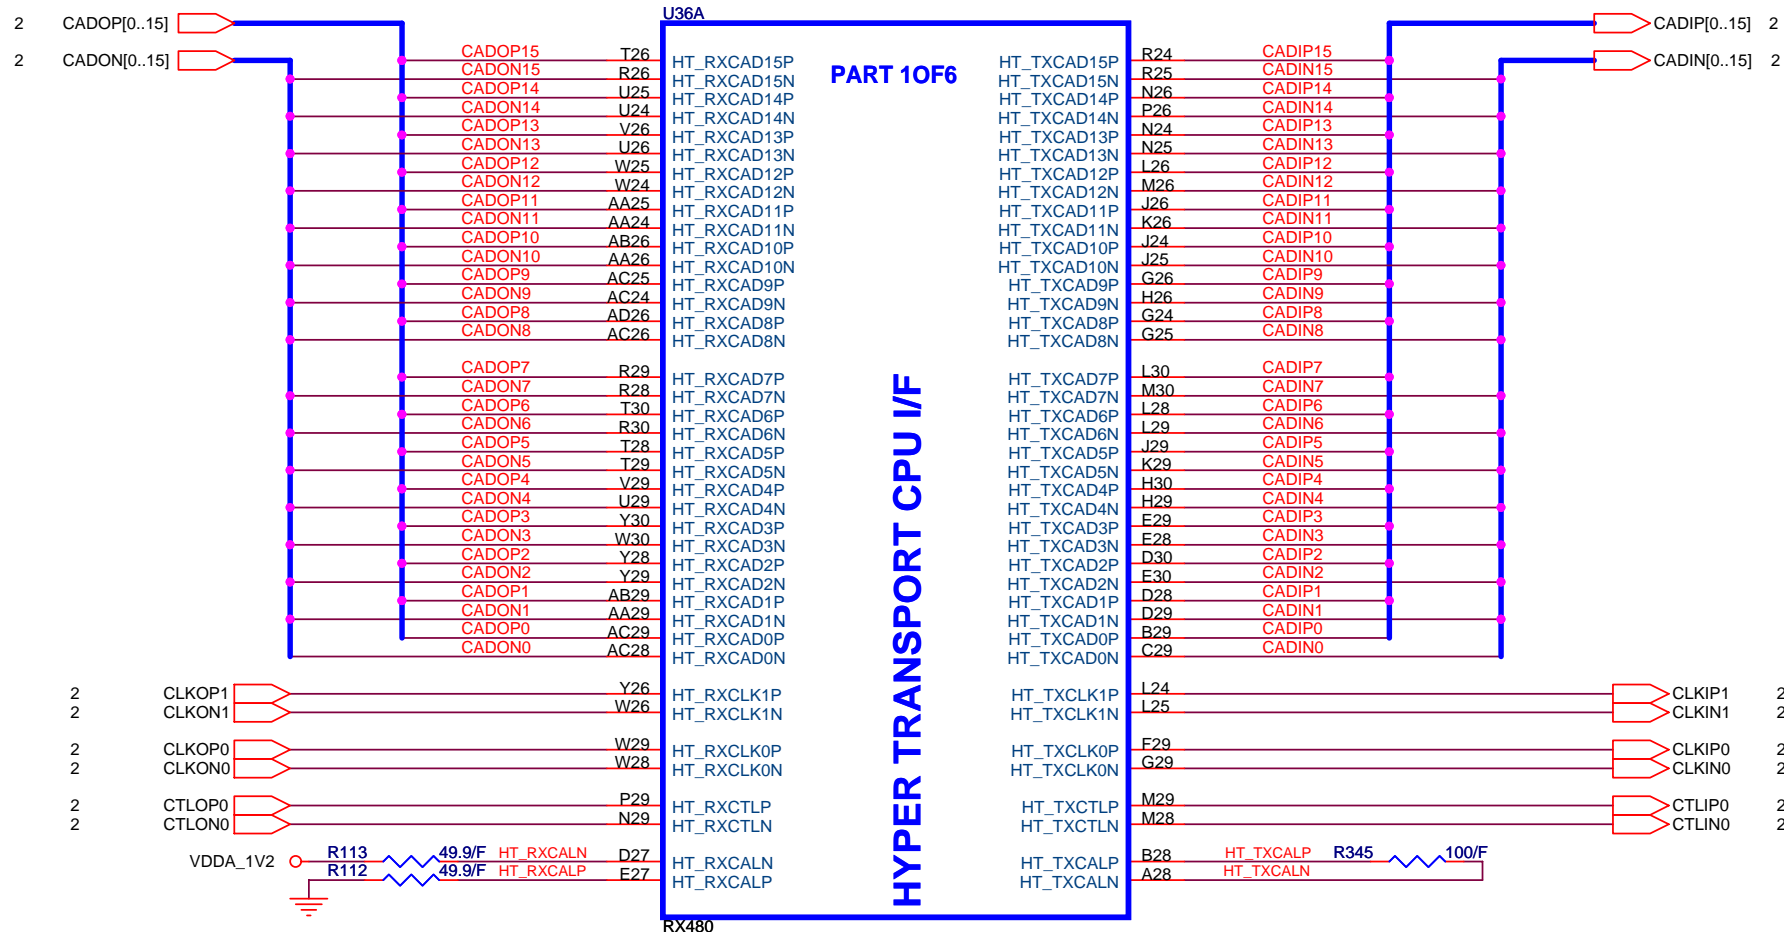 U36A
2 CADOP[0..15] CADIP[0..15] 2
2 CADON[0..15] CADIN[0..15] 2
PART 1OF6
HYPER TRANSPORT CPU I/F
CADOP15 T26 HT_RXCAD15P HT_TXCAD15P R24 CADIP15
CADON15 R26 HT_RXCAD15N HT_TXCAD15N R25 CADIN15
CADOP14 U25 HT_RXCAD14P HT_TXCAD14P N26 CADIP14
CADON14 U24 HT_RXCAD14N HT_TXCAD14N P26 CADIN14
CADOP13 V26 HT_RXCAD13P HT_TXCAD13P N24 CADIP13
CADON13 U26 HT_RXCAD13N HT_TXCAD13N N25 CADIN13
CADOP12 W25 HT_RXCAD12P HT_TXCAD12P L26 CADIP12
CADON12 W24 HT_RXCAD12N HT_TXCAD12N M26 CADIN12
CADOP11 AA25 HT_RXCAD11P HT_TXCAD11P J26 CADIP11
CADON11 AA24 HT_RXCAD11N HT_TXCAD11N K26 CADIN11
CADOP10 AB26 HT_RXCAD10P HT_TXCAD10P J24 CADIP10
CADON10 AA26 HT_RXCAD10N HT_TXCAD10N J25 CADIN10
CADOP9 AC25 HT_RXCAD9P HT_TXCAD9P G26 CADIP9
CADON9 AC24 HT_RXCAD9N HT_TXCAD9N H26 CADIN9
CADOP8 AD26 HT_RXCAD8P HT_TXCAD8P G24 CADIP8
CADON8 AC26 HT_RXCAD8N HT_TXCAD8N G25 CADIN8
CADOP7 R29 HT_RXCAD7P HT_TXCAD7P L30 CADIP7
CADON7 R28 HT_RXCAD7N HT_TXCAD7N M30 CADIN7
CADOP6 T30 HT_RXCAD6P HT_TXCAD6P L28 CADIP6
CADON6 R30 HT_RXCAD6N HT_TXCAD6N L29 CADIN6
CADOP5 T28 HT_RXCAD5P HT_TXCAD5P J29 CADIP5
CADON5 T29 HT_RXCAD5N HT_TXCAD5N K29 CADIN5
CADOP4 V29 HT_RXCAD4P HT_TXCAD4P H30 CADIP4
CADON4 U29 HT_RXCAD4N HT_TXCAD4N H29 CADIN4
CADOP3 Y30 HT_RXCAD3P HT_TXCAD3P E29 CADIP3
CADON3 W30 HT_RXCAD3N HT_TXCAD3N E28 CADIN3
CADOP2 Y28 HT_RXCAD2P HT_TXCAD2P D30 CADIP2
CADON2 Y29 HT_RXCAD2N HT_TXCAD2N E30 CADIN2
CADOP1 AB29 HT_RXCAD1P HT_TXCAD1P D28 CADIP1
CADON1 AA29 HT_RXCAD1N HT_TXCAD1N D29 CADIN1
CADOP0 AC29 HT_RXCAD0P HT_TXCAD0P B29 CADIP0
CADON0 AC28 HT_RXCAD0N HT_TXCAD0N C29 CADIN0
2 CLKOP1 Y26 HT_RXCLK1P HT_TXCLK1P L24 CLKIP1 2
2 CLKON1 W26 HT_RXCLK1N HT_TXCLK1N L25 CLKIN1 2
2 CLKOP0 W29 HT_RXCLK0P HT_TXCLK0P F29 CLKIP0 2
2 CLKON0 W28 HT_RXCLK0N HT_TXCLK0N G29 CLKIN0 2
2 CTLOP0 P29 HT_RXCTLP HT_TXCTLP M29 CTLIP0 2
2 CTLON0 N29 HT_RXCTLN HT_TXCTLN M28 CTLIN0 2
VDDA_1V2 R113 49.9/F HT_RXCALN D27 HT_RXCALN HT_TXCALP B28 HT_TXCALP R345 100/F
R112 49.9/F HT_RXCALP E27 HT_RXCALP HT_TXCALN A28 HT_TXCALN
RX480